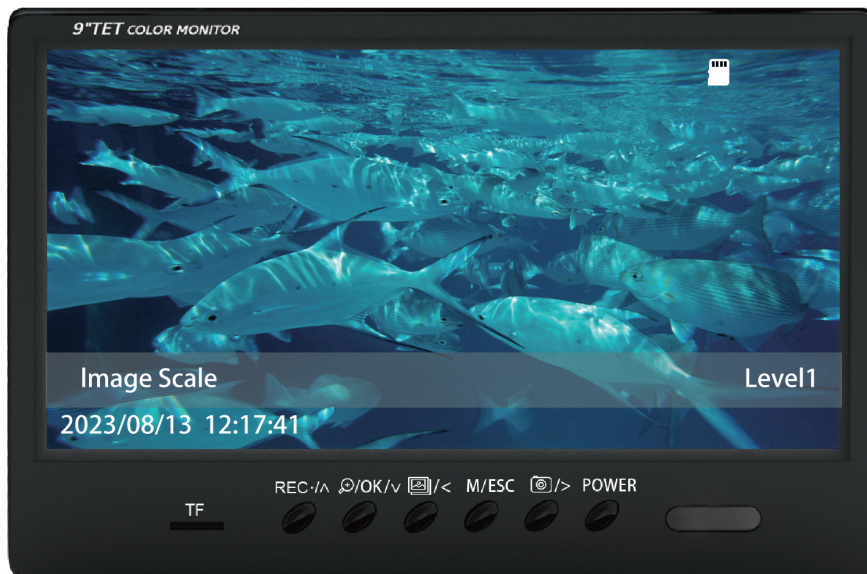 9"TET COLOR MONITOR
Image Scale Level1
2023/08/13 12:17:41
REC·/∧ /OK/∨ /< M/ESC /> POWER
TF